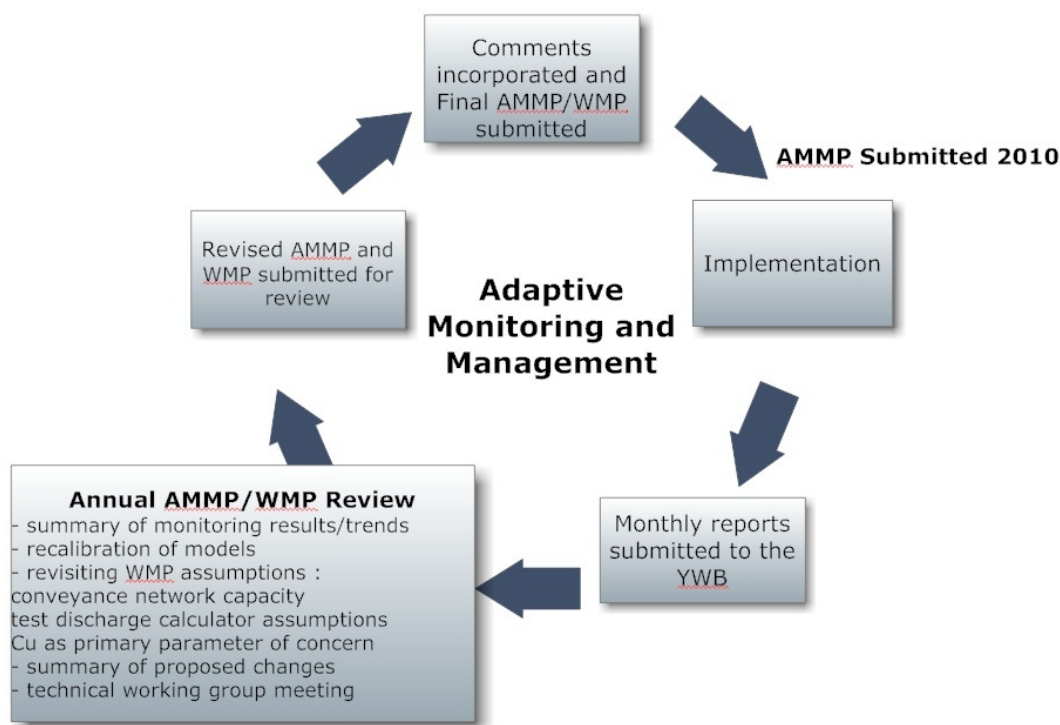 Comments
incorporated and
Final AMMP/WMP
submitted
AMMP Submitted 2010
Implementation
Revised AMMP and
WMP submitted for
review
Adaptive
Monitoring and
Management
Monthly reports
submitted to the
YWB
Annual AMMP/WMP Review
- summary of monitoring results/trends
- recalibration of models
- revisiting WMP assumptions :
conveyance network capacity
test discharge calculator assumptions
Cu as primary parameter of concern
- summary of proposed changes
- technical working group meeting